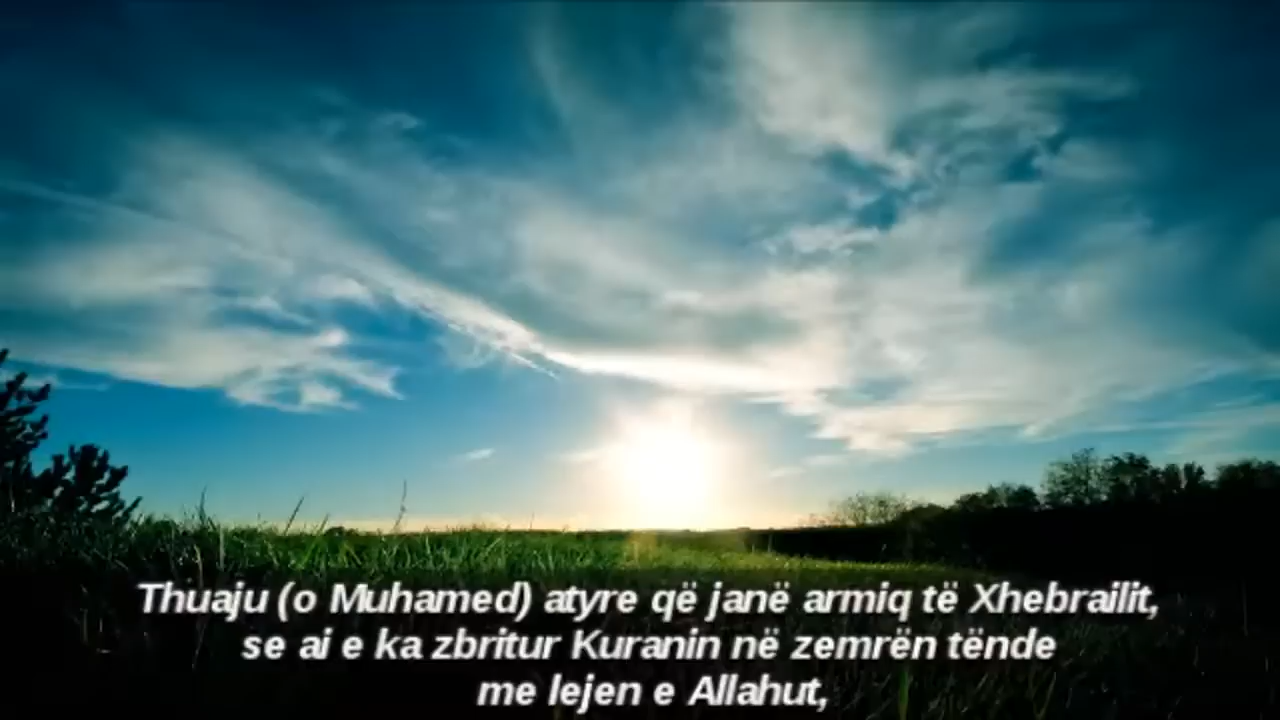 Thuaju (o Muhamed) atyre që janë armiq të Xhebrailit,
se ai e ka zbritur Kuranin në zemrën tënde
me lejen e Allahut,